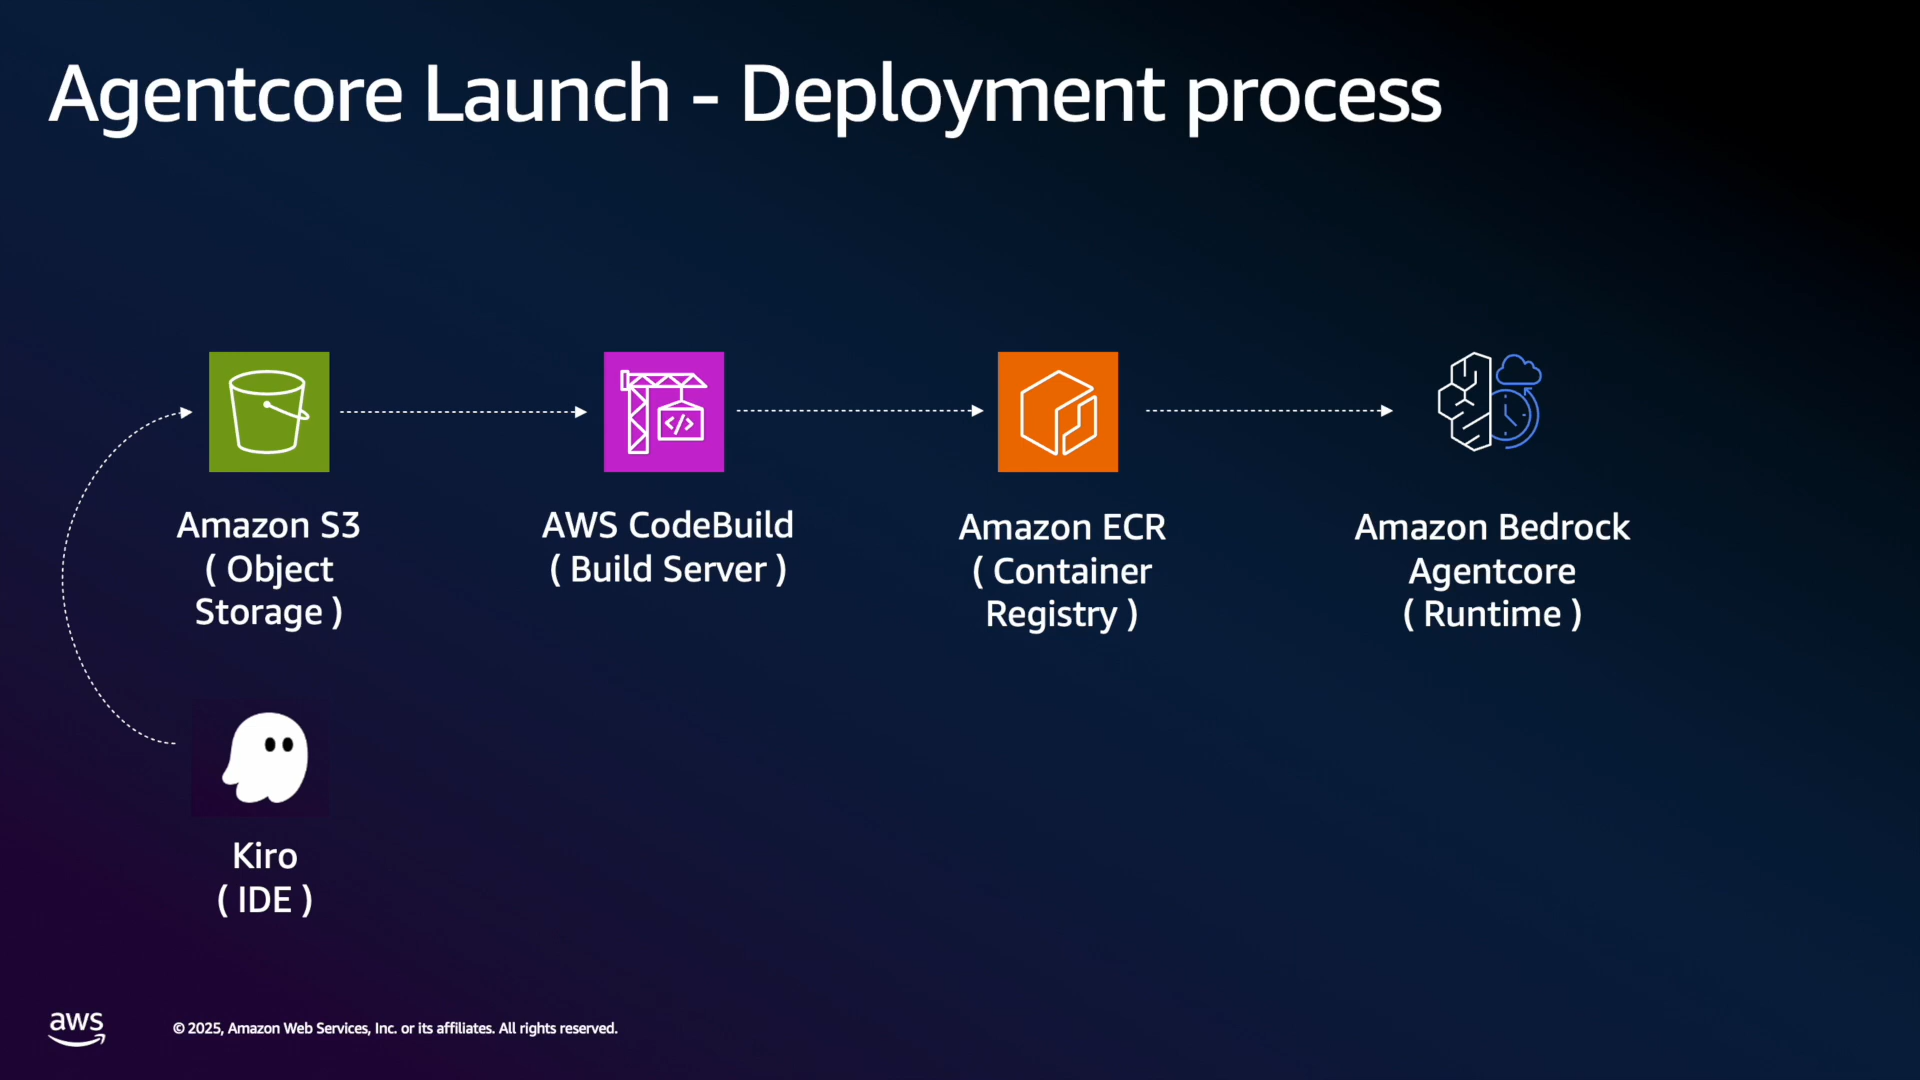 Agentcore Launch - Deployment process
Amazon S3
( Object
Storage )
AWS CodeBuild
( Build Server )
Amazon ECR
( Container
Registry )
Amazon Bedrock
Agentcore
( Runtime )
Kiro
( IDE )
aws
© 2025, Amazon Web Services, Inc. or its affiliates. All rights reserved.